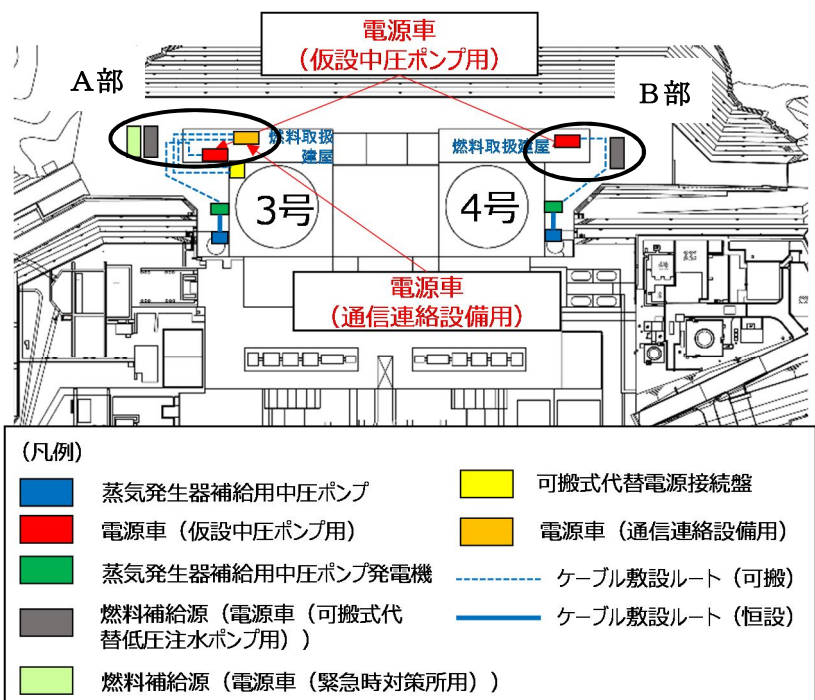 電源車
（仮設中圧ポンプ用）
A部
B部
燃料取扱
建屋
燃料取扱建屋
3号
4号
電源車
（通信連絡設備用）
（凡例）
蒸気発生器補給用中圧ポンプ
電源車（仮設中圧ポンプ用）
蒸気発生器補給用中圧ポンプ発電機
燃料補給源（電源車（可搬式代
替低圧注水ポンプ用））
燃料補給源（電源車（緊急時対策所用））
可搬式代替電源接続盤
電源車（通信連絡設備用）
ケーブル敷設ルート（可搬）
ケーブル敷設ルート（恒設）